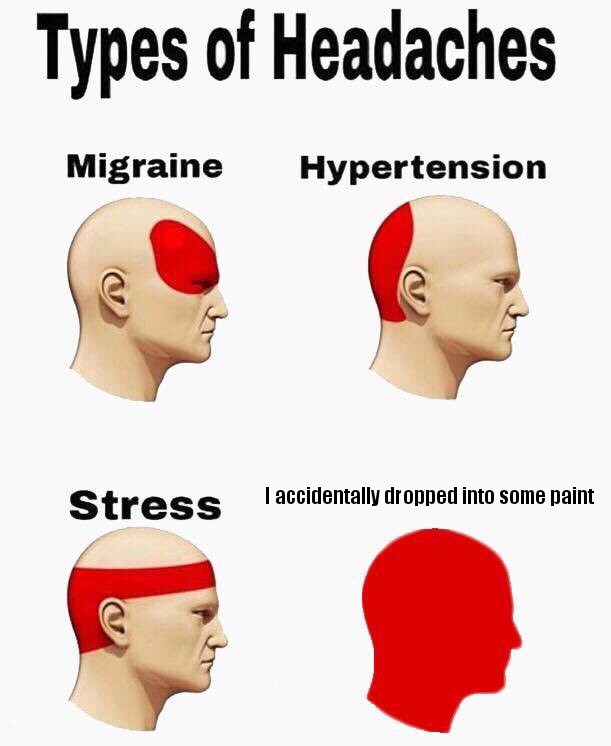 Types of Headaches
Migraine
Hypertension
Stress
I accidentally dropped into some paint